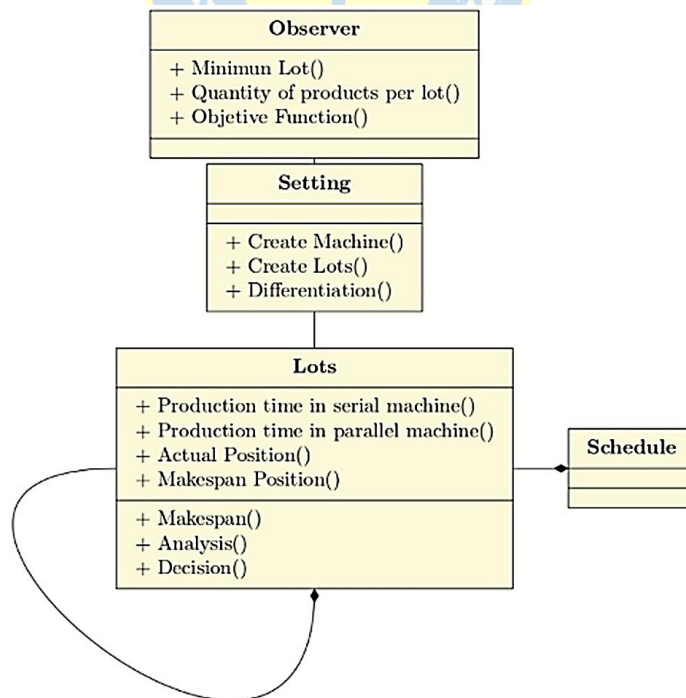 Observer
+ Minimun Lot()
+ Quantity of products per lot()
+ Objetive Function()
Setting
+ Create Machine()
+ Create Lots()
+ Differentiation()
Lots
+ Production time in serial machine()
+ Production time in parallel machine()
+ Actual Position()
+ Makespan Position()
+ Makespan()
+ Analysis()
+ Decision()
Schedule